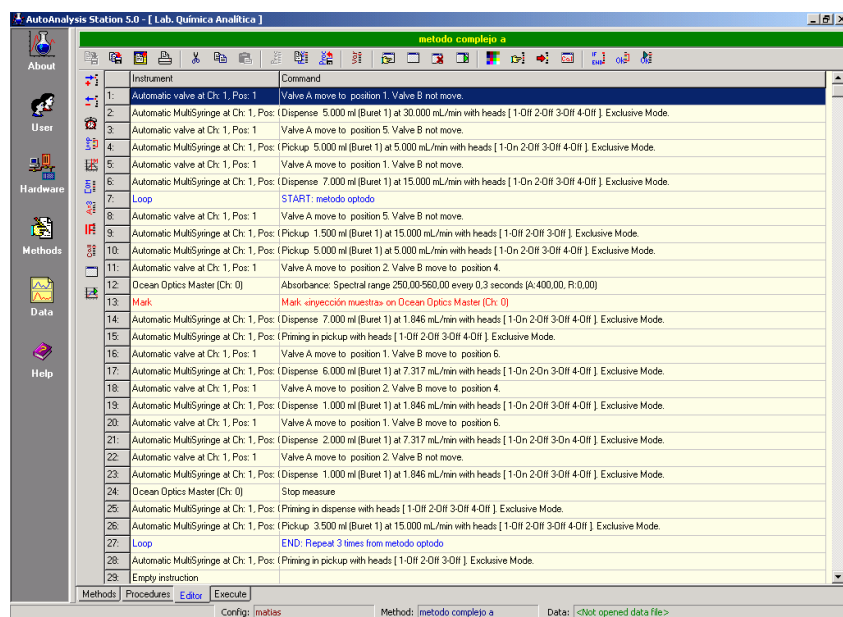 AutoAnalysis Station 5.0 - [ Lab. Química Analítica ]
metodo complejo a
About
User
Hardware
Methods
Data
Help
Instrument Command
1: Automatic valve at Ch: 1, Pos: 1 Valve A move to position 1. Valve B not move.
2: Automatic MultiSyringe at Ch: 1, Pos: ( Dispense 5.000 ml (Buret 1) at 30.000 mL/min with heads [ 1-Off 2-Off 3-Off 4-Off ]. Exclusive Mode.
3: Automatic valve at Ch: 1, Pos: 1 Valve A move to position 5. Valve B not move.
4: Automatic MultiSyringe at Ch: 1, Pos: ( Pickup 5.000 ml (Buret 1) at 5.000 mL/min with heads [ 1-On 2-Off 3-Off 4-Off ]. Exclusive Mode.
5: Automatic valve at Ch: 1, Pos: 1 Valve A move to position 1. Valve B not move.
6: Automatic MultiSyringe at Ch: 1, Pos: ( Dispense 7.000 ml (Buret 1) at 15.000 mL/min with heads [ 1-On 2-Off 3-Off 4-Off ]. Exclusive Mode.
7: Loop START: metodo optodo
8: Automatic valve at Ch: 1, Pos: 1 Valve A move to position 5. Valve B not move.
9: Automatic MultiSyringe at Ch: 1, Pos: ( Pickup 1.500 ml (Buret 1) at 15.000 mL/min with heads [ 1-Off 2-Off 3-Off 4-Off ]. Exclusive Mode.
10: Automatic MultiSyringe at Ch: 1, Pos: ( Pickup 5.000 ml (Buret 1) at 5.000 mL/min with heads [ 1-On 2-Off 3-Off 4-Off ]. Exclusive Mode.
11: Automatic valve at Ch: 1, Pos: 1 Valve A move to position 2. Valve B move to position 4.
12: Ocean Optics Master (Ch: 0) Absorbance: Spectral range 250,00-560,00 every 0,3 seconds (A:400,00, R:0,00)
13: Mark Mark «inyección muestra» on Ocean Optics Master (Ch: 0)
14: Automatic MultiSyringe at Ch: 1, Pos: ( Dispense 7.000 ml (Buret 1) at 1.846 mL/min with heads [ 1-On 2-Off 3-Off 4-Off ]. Exclusive Mode.
15: Automatic MultiSyringe at Ch: 1, Pos: ( Priming in pickup with heads [ 1-Off 2-Off 3-Off 4-Off ]. Exclusive Mode.
16: Automatic valve at Ch: 1, Pos: 1 Valve A move to position 1. Valve B move to position 6.
17: Automatic MultiSyringe at Ch: 1, Pos: ( Dispense 6.000 ml (Buret 1) at 7.317 mL/min with heads [ 1-On 2-On 3-Off 4-Off ]. Exclusive Mode.
18: Automatic valve at Ch: 1, Pos: 1 Valve A move to position 2. Valve B move to position 4.
19: Automatic MultiSyringe at Ch: 1, Pos: ( Dispense 1.000 ml (Buret 1) at 1.846 mL/min with heads [ 1-On 2-Off 3-Off 4-Off ]. Exclusive Mode.
20: Automatic valve at Ch: 1, Pos: 1 Valve A move to position 1. Valve B move to position 6.
21: Automatic MultiSyringe at Ch: 1, Pos: ( Dispense 2.000 ml (Buret 1) at 7.317 mL/min with heads [ 1-On 2-Off 3-On 4-Off ]. Exclusive Mode.
22: Automatic valve at Ch: 1, Pos: 1 Valve A move to position 2. Valve B not move.
23: Automatic MultiSyringe at Ch: 1, Pos: ( Dispense 1.000 ml (Buret 1) at 1.846 mL/min with heads [ 1-On 2-Off 3-Off 4-Off ]. Exclusive Mode.
24: Ocean Optics Master (Ch: 0) Stop measure
25: Automatic MultiSyringe at Ch: 1, Pos: ( Priming in dispense with heads [ 1-Off 2-Off 3-Off 4-Off ]. Exclusive Mode.
26: Automatic MultiSyringe at Ch: 1, Pos: ( Pickup 3.500 ml (Buret 1) at 15.000 mL/min with heads [ 1-Off 2-Off 3-Off 4-Off ]. Exclusive Mode.
27: Loop END: Repeat 3 times from metodo optodo
28: Automatic MultiSyringe at Ch: 1, Pos: ( Priming in pickup with heads [ 1-Off 2-Off 3-Off 4-Off ]. Exclusive Mode.
29: Empty instruction
Methods Procedures Editor Execute
Config: matias Method: metodo complejo a Data: <Not opened data file>